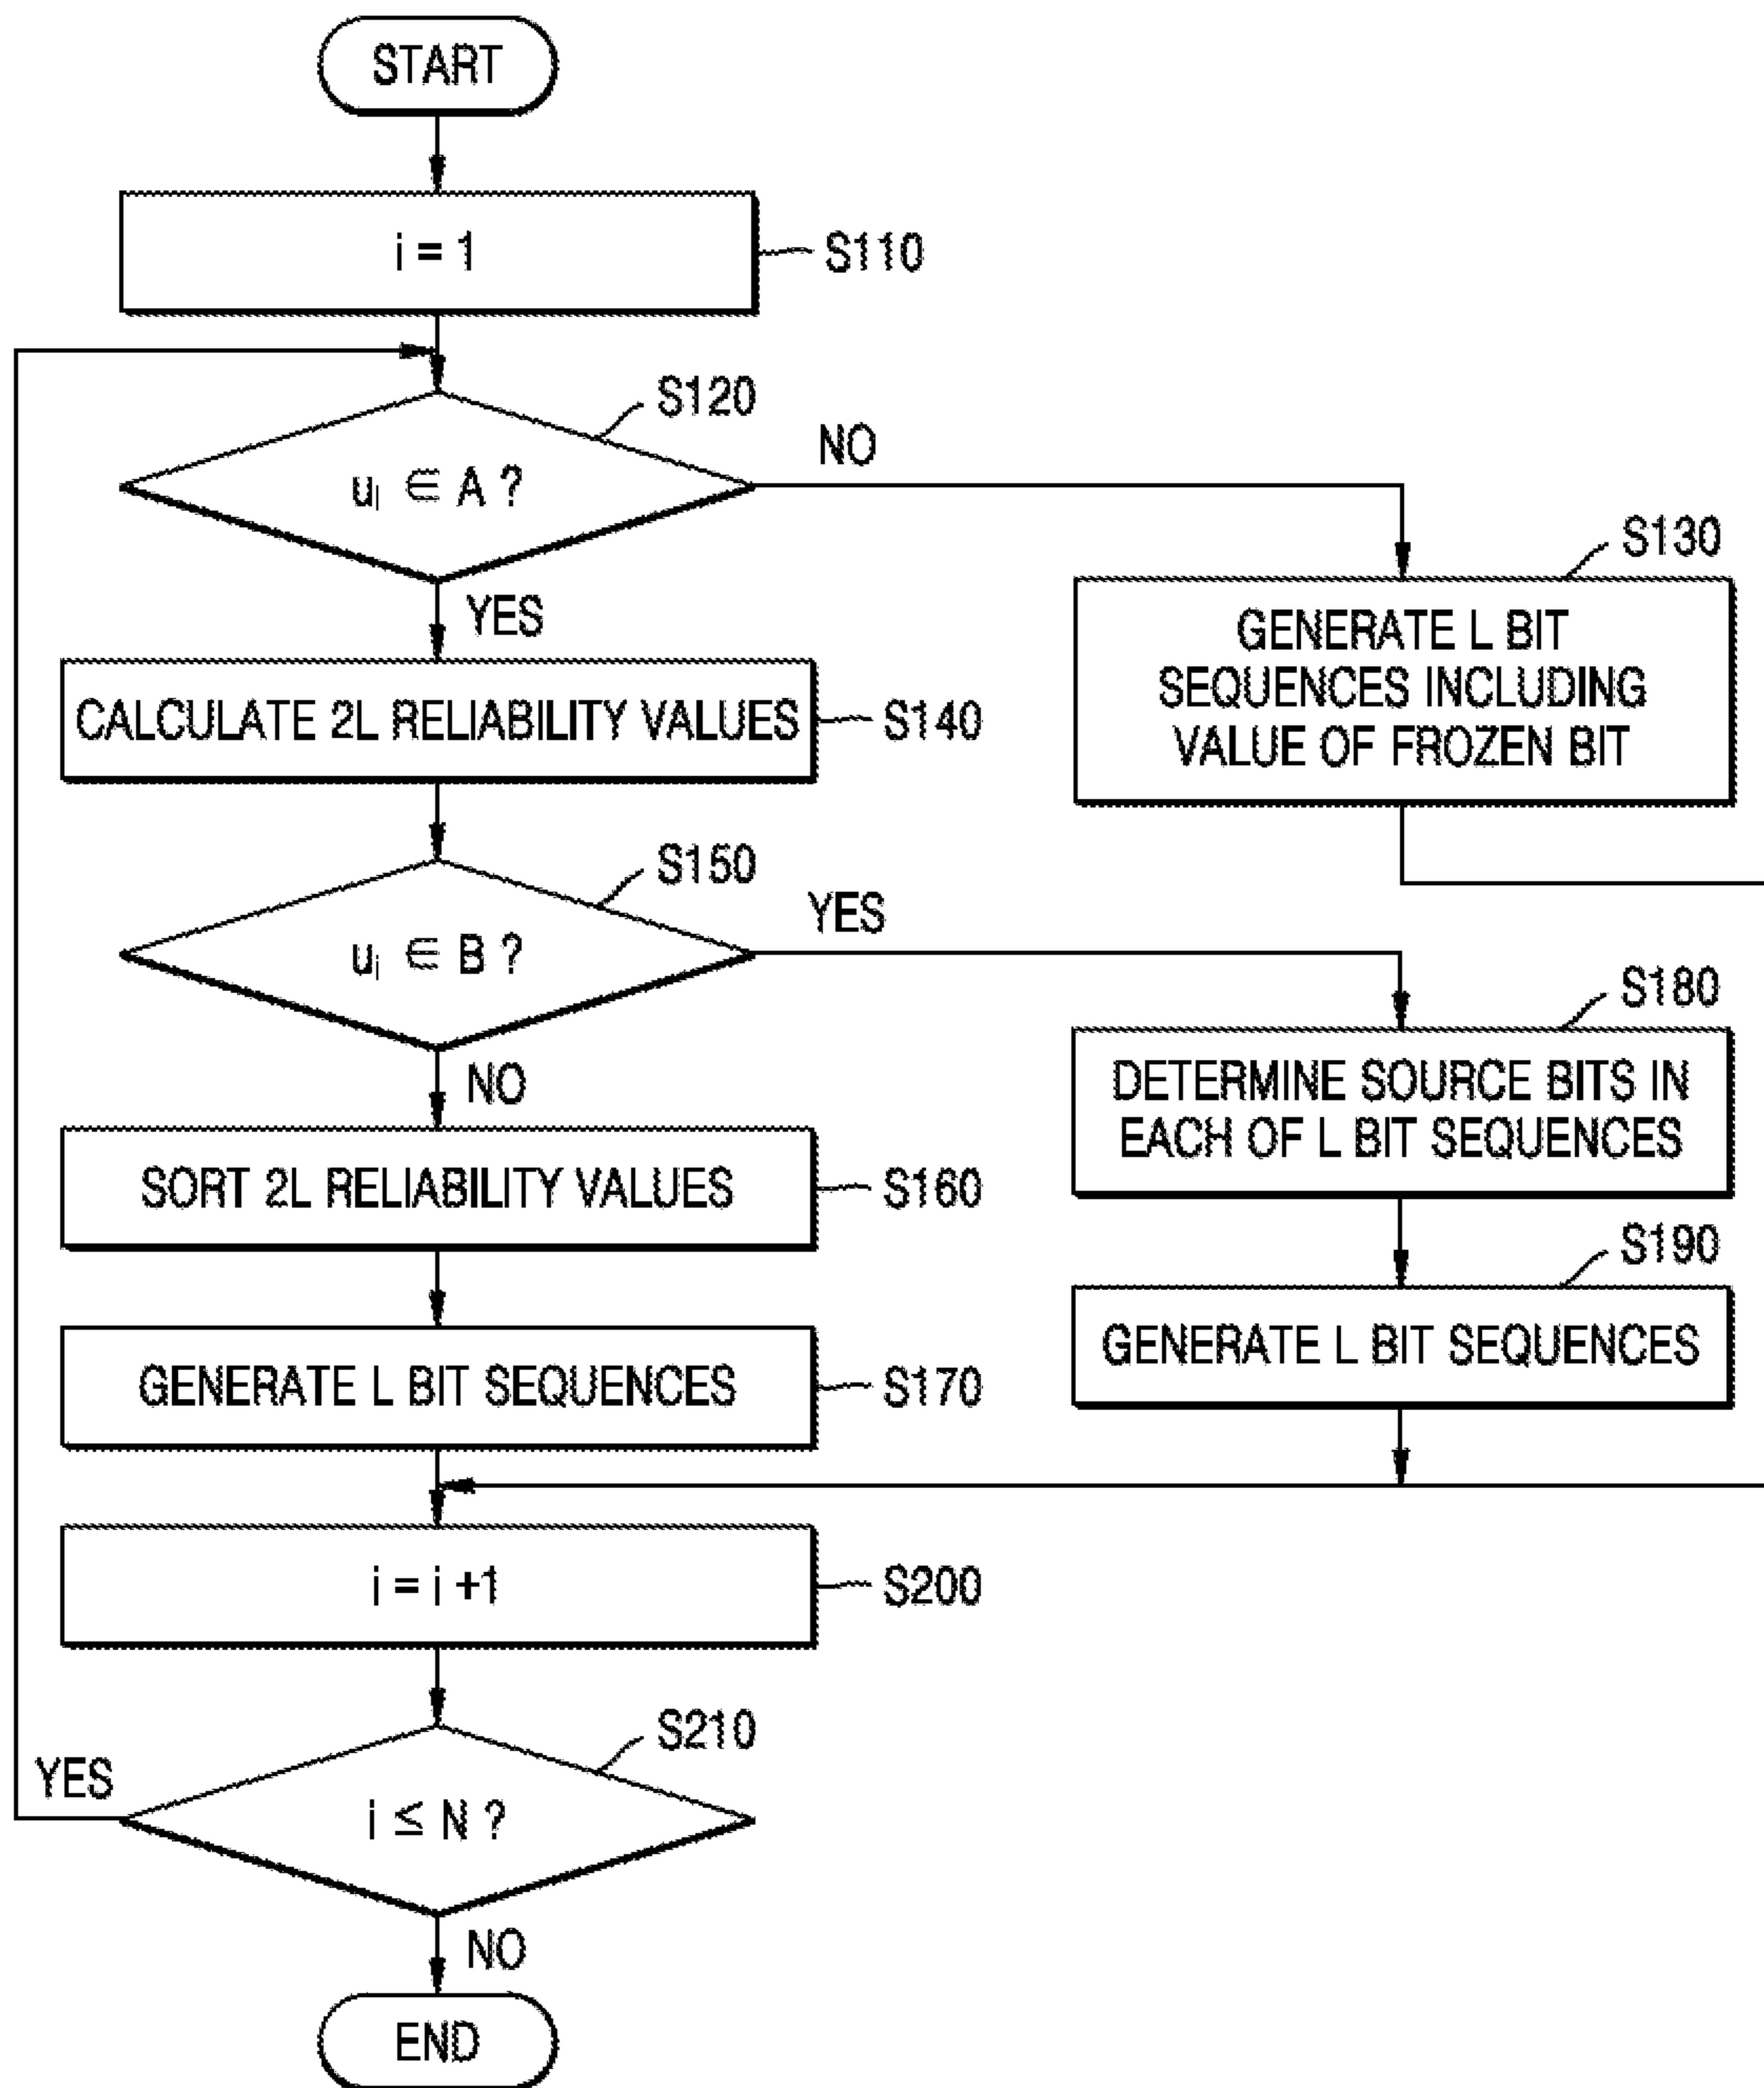 START
i = 1
S110
S120
uᵢ ∈ A ?
NO
YES
S130
GENERATE L BIT
SEQUENCES INCLUDING
VALUE OF FROZEN BIT
CALCULATE 2L RELIABILITY VALUES
S140
S150
uᵢ ∈ B ?
YES
NO
S180
DETERMINE SOURCE BITS IN
EACH OF L BIT SEQUENCES
SORT 2L RELIABILITY VALUES
S160
S190
GENERATE L BIT SEQUENCES
GENERATE L BIT SEQUENCES
S170
i = i +1
S200
S210
YES
i ≤ N ?
NO
END